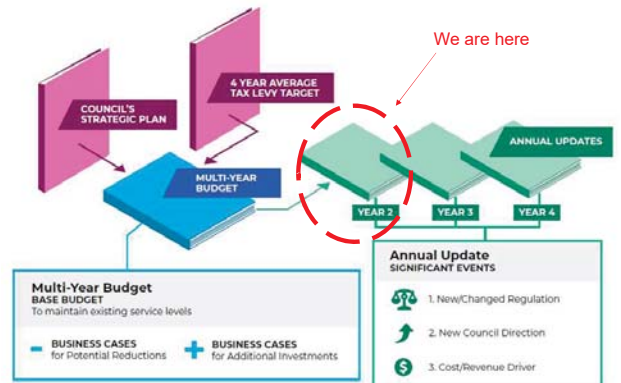 We are here
4 YEAR AVERAGE
TAX LEVY TARGET
COUNCIL'S
STRATEGIC PLAN
ANNUAL UPDATES
MULTI-YEAR
BUDGET
YEAR 2
YEAR 3
YEAR 4
Multi-Year Budget
BASE BUDGET
To maintain existing service levels
- BUSINESS CASES
for Potential Reductions
+ BUSINESS CASES
for Additional Investments
Annual Update
SIGNIFICANT EVENTS
1. New/Changed Regulation
2. New Council Direction
$ 3. Cost/Revenue Driver